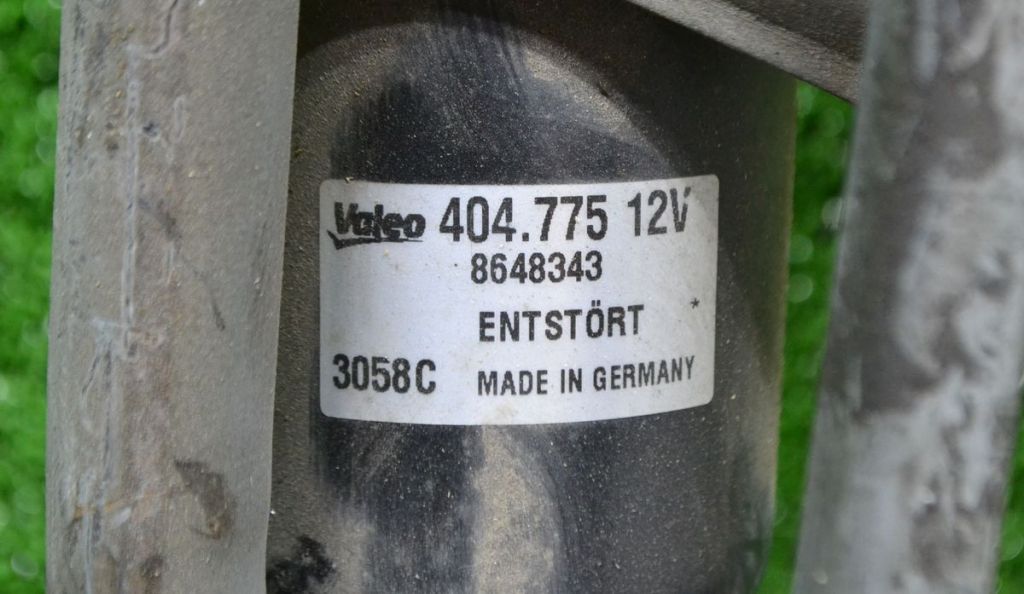 Valeo 404.775 12V
8648343
ENTSTÖRT *
3058C MADE IN GERMANY